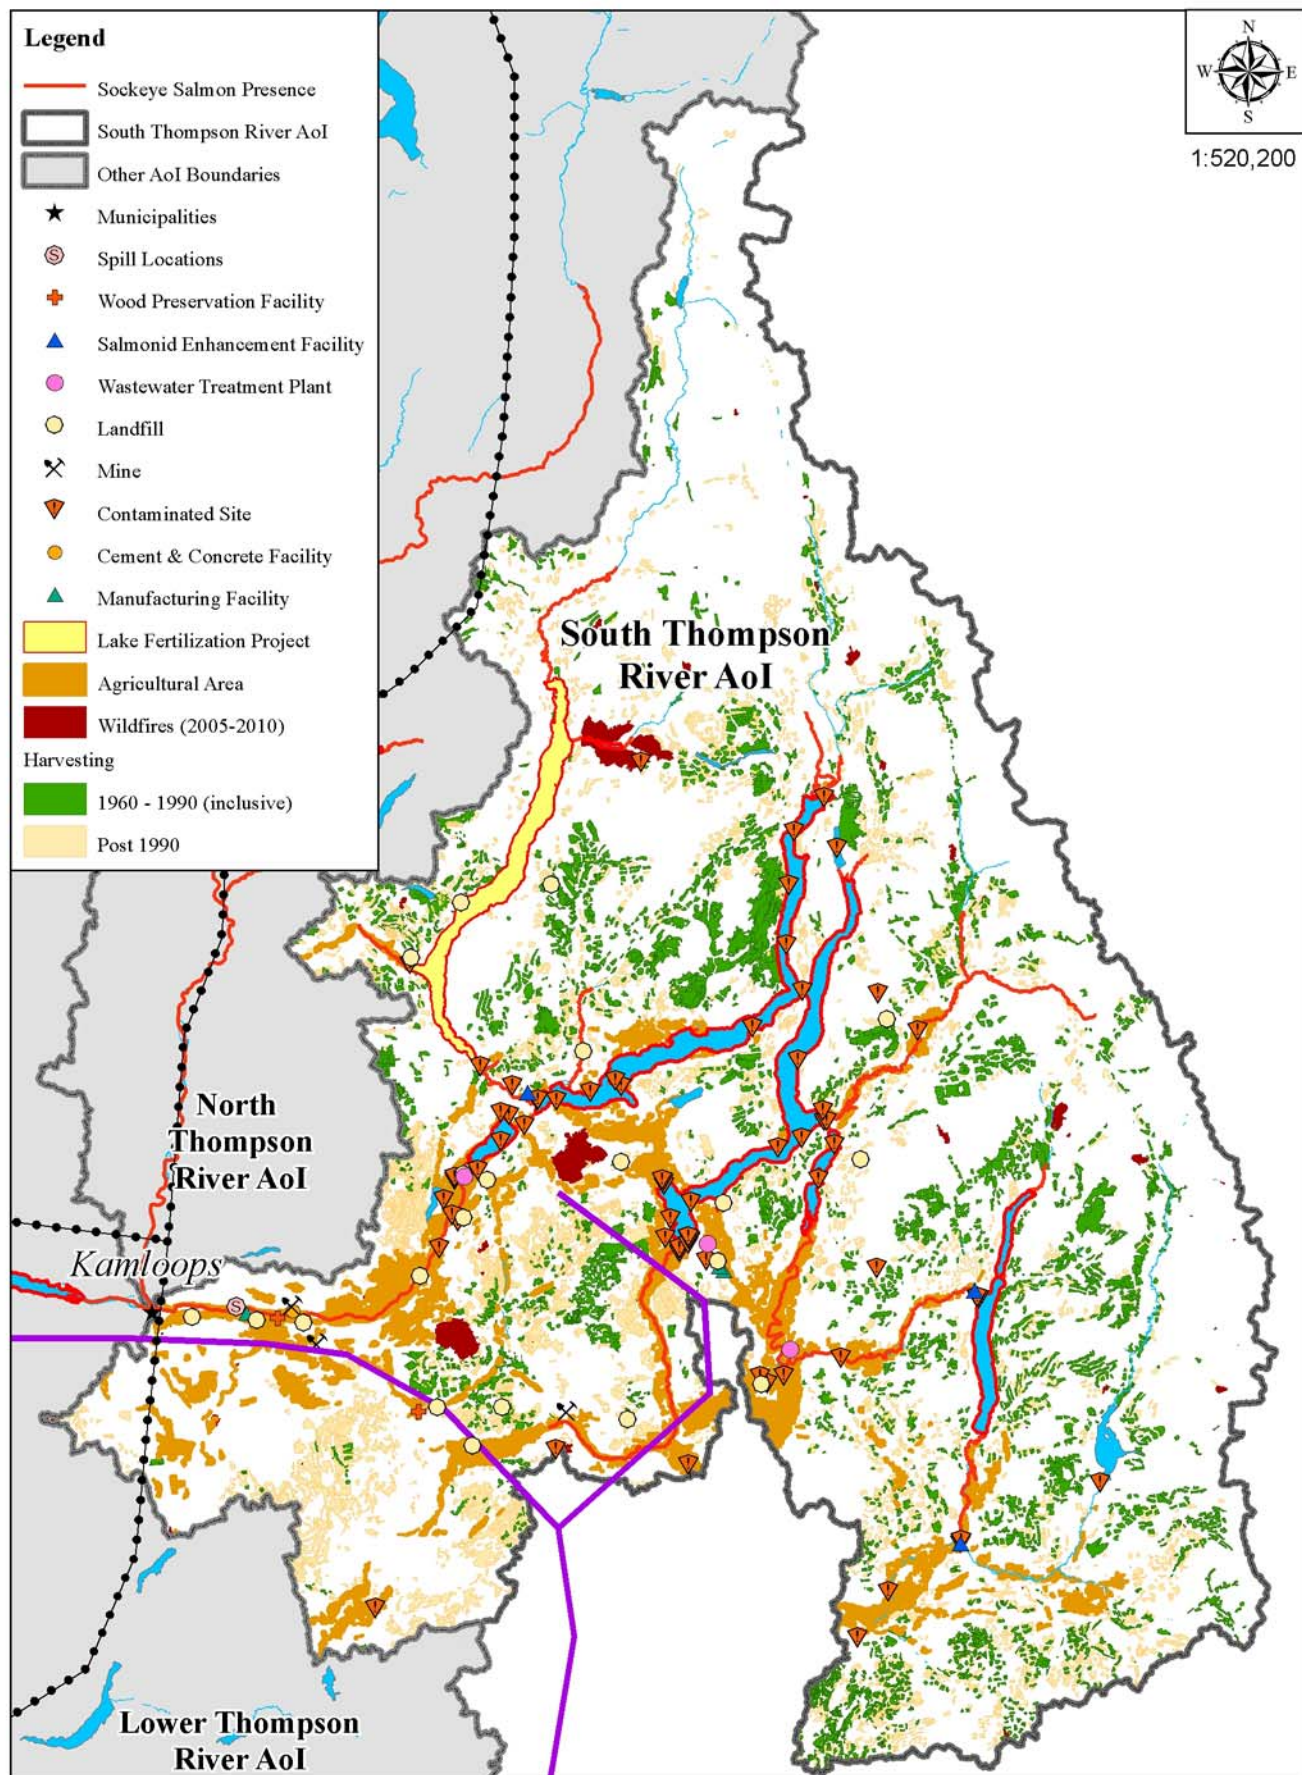 Legend
Sockeye Salmon Presence
South Thompson River AoI
Other AoI Boundaries
Municipalities
S
Spill Locations
Wood Preservation Facility
Salmonid Enhancement Facility
Wastewater Treatment Plant
Landfill
Mine
Contaminated Site
Cement & Concrete Facility
Manufacturing Facility
Lake Fertilization Project
Agricultural Area
Wildfires (2005-2010)
Harvesting
1960 - 1990 (inclusive)
Post 1990
N
W
E
S
1:520,200
South Thompson
River AoI
North
Thompson
River AoI
Kamloops
S
Lower Thompson
River AoI